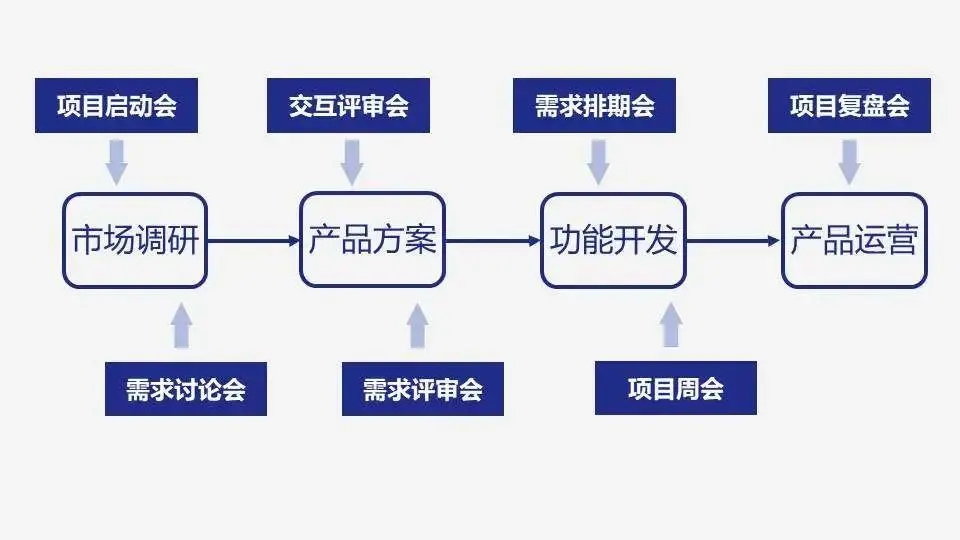 项目启动会
交互评审会
需求排期会
项目复盘会
市场调研
产品方案
功能开发
产品运营
需求讨论会
需求评审会
项目周会